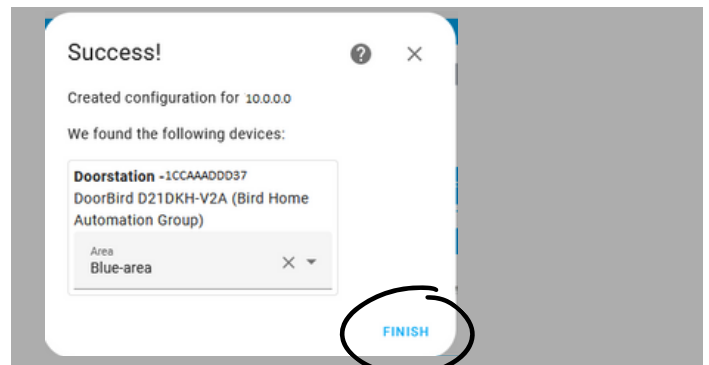 Success!
Created configuration for 10.0.0.0
We found the following devices:
Doorstation -1CCAAADDD37
DoorBird D21DKH-V2A (Bird Home
Automation Group)
Area
Blue-area
FINISH